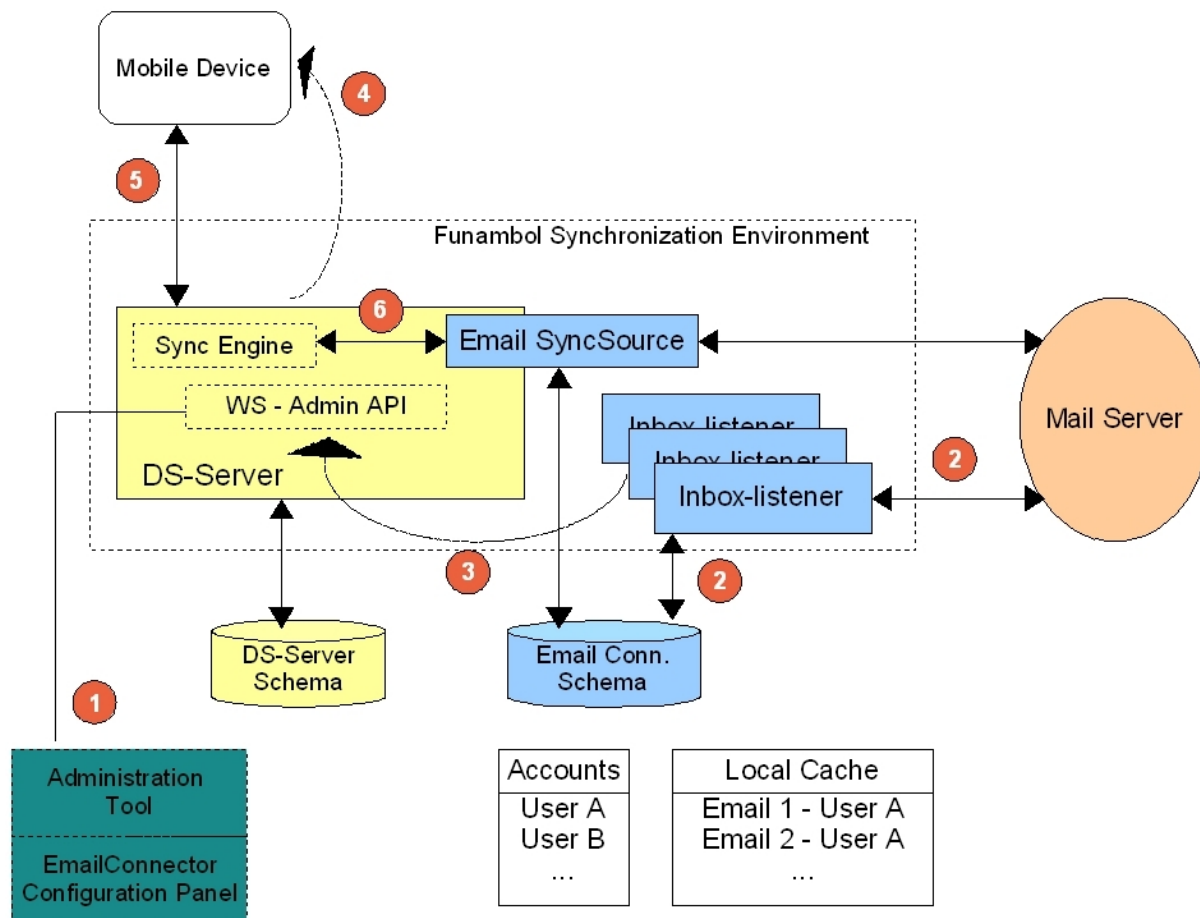 Mobile Device
4
5
Funambol Synchronization Environment
6
Sync Engine
Email SyncSource
WS - Admin API
DS-Server
Inbox-listener
Inbox-listener
Inbox-listener
Mail Server
2
3
2
DS-Server
Schema
Email Conn.
Schema
1
Administration
Tool
EmailConnector
Configuration Panel
Accounts
User A
User B
...
Local Cache
Email 1 - User A
Email 2 - User A
...